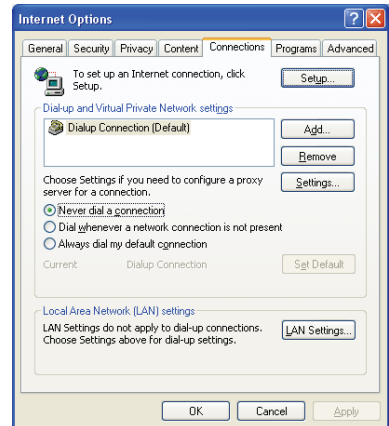 Internet Options
General Security Privacy Content Connections Programs Advanced
To set up an Internet connection, click
Setup.
Setup...
Dial-up and Virtual Private Network settings
Dialup Connection (Default)
Add...
Remove
Choose Settings if you need to configure a proxy
server for a connection.
Settings...
Never dial a connection
Dial whenever a network connection is not present
Always dial my default connection
Current Dialup Connection Set Default
Local Area Network (LAN) settings
LAN Settings do not apply to dial-up connections.
Choose Settings above for dial-up settings.
LAN Settings...
OK Cancel Apply